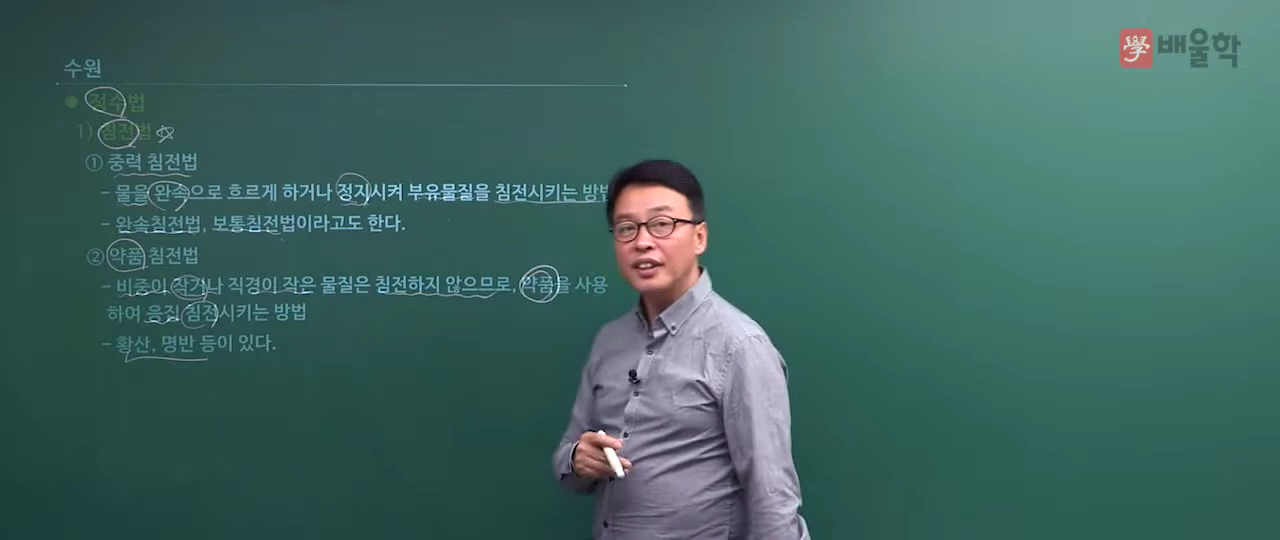 學 배울학
수원
● 정수법
1) 침전법
① 중력 침전법
- 물을 완속으로 흐르게 하거나 정지시켜 부유물질을 침전시키는 방법
- 완속침전법, 보통침전법이라고도 한다.
② 약품 침전법
- 비중이 작거나 직경이 작은 물질은 침전하지 않으므로, 약품을 사용
하여 응집 침전시키는 방법
- 황산, 명반 등이 있다.